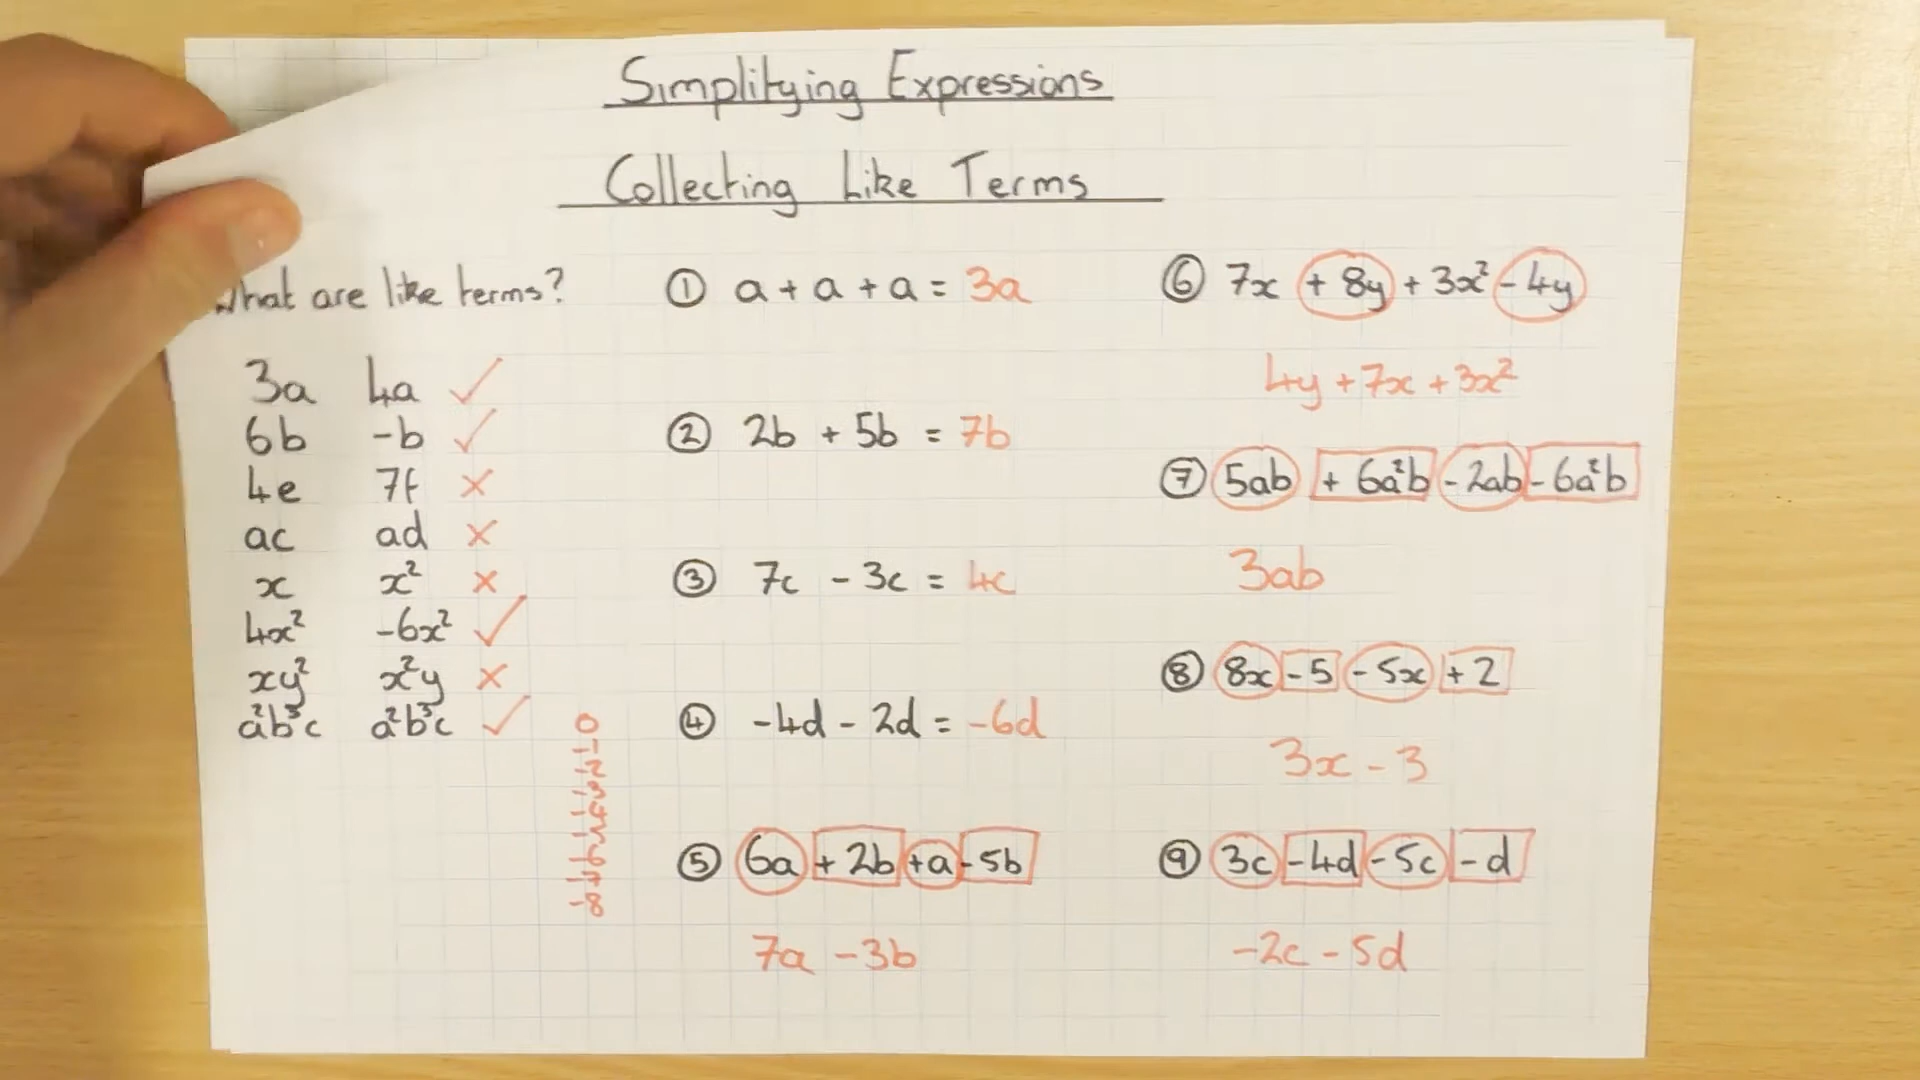 Simplifying Expressions
Collecting Like Terms
What are like terms?
3a 4a ✓
6b -b ✓
4e 7f ×
ac ad ×
x x² ×
4x² -6x² ✓
xy² x²y ×
a²b³c a²b³c ✓
0
-1
-2
-3
-4
-5
-6
-7
-8
① a + a + a = 3a
② 2b + 5b = 7b
③ 7c - 3c = 4c
④ -4d - 2d = -6d
⑤ 6a + 2b + a - 5b
7a - 3b
⑥ 7x + 8y + 3x² - 4y
4y + 7x + 3x²
⑦ 5ab + 6a²b - 2ab - 6a²b
3ab
⑧ 8x - 5 - 5x + 2
3x - 3
⑨ 3c - 4d - 5c - d
-2c - 5d